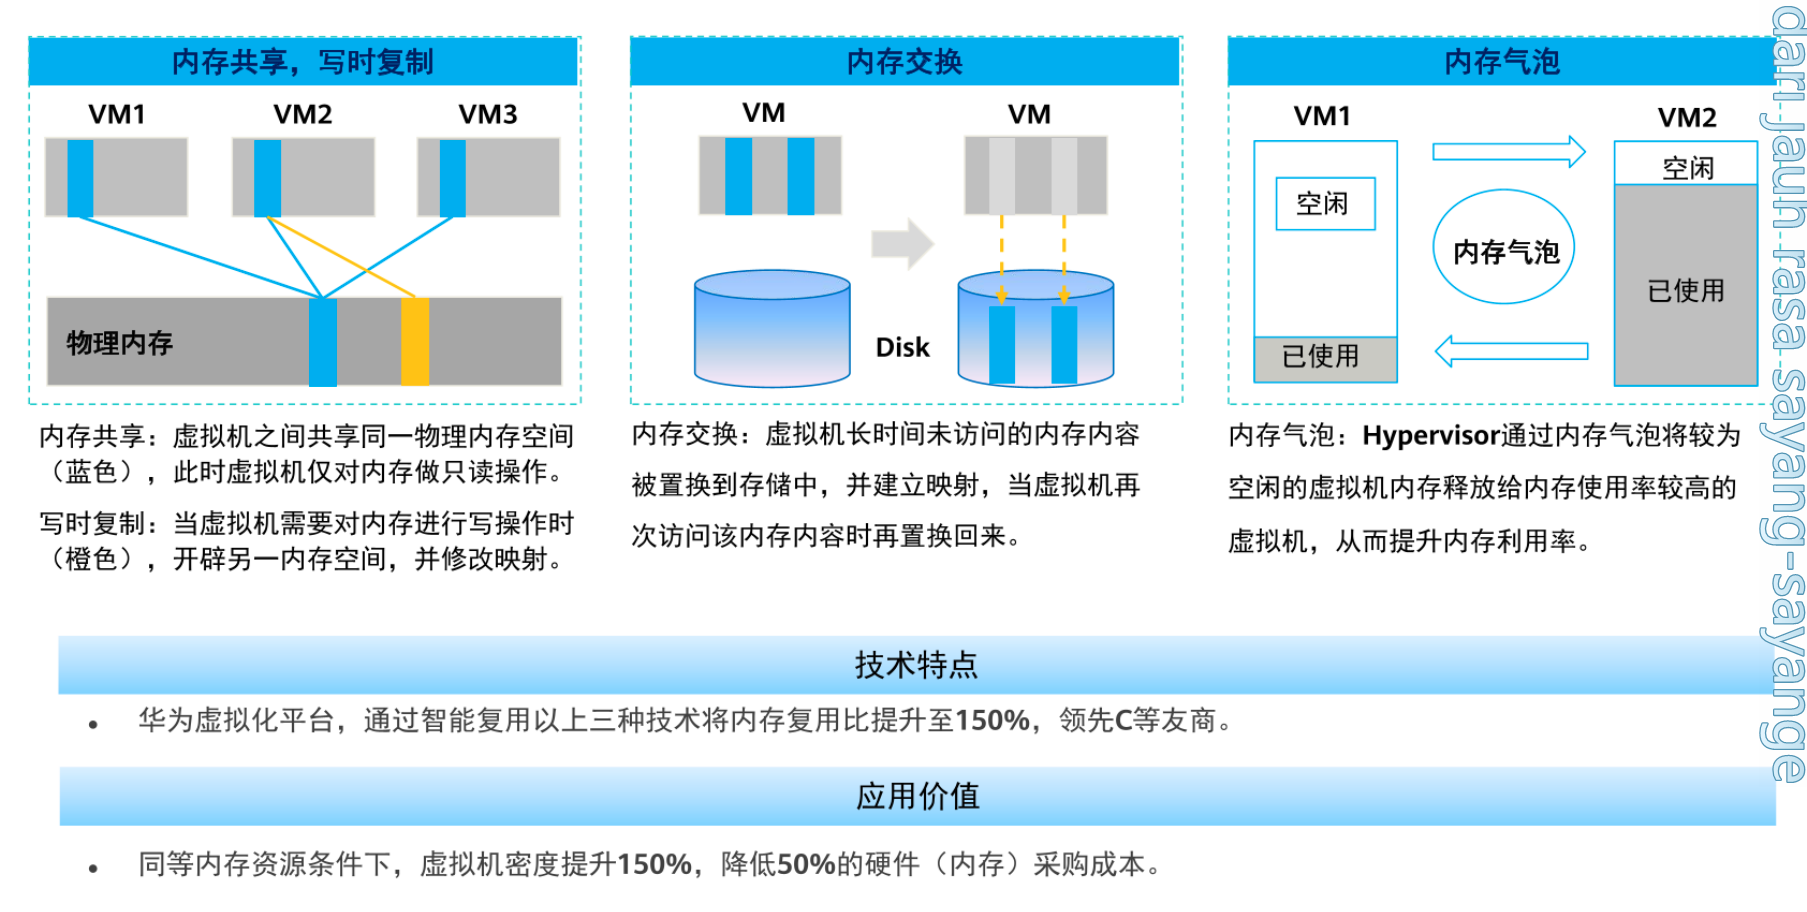 内存共享，写时复制
VM1
VM2
VM3
物理内存
内存共享：虚拟机之间共享同一物理内存空间
（蓝色），此时虚拟机仅对内存做只读操作。
写时复制：当虚拟机需要对内存进行写操作时
（橙色），开辟另一内存空间，并修改映射。
内存交换
VM
VM
Disk
内存交换：虚拟机长时间未访问的内存内容
被置换到存储中，并建立映射，当虚拟机再
次访问该内存内容时再置换回来。
内存气泡
VM1
VM2
空闲
空闲
内存气泡
已使用
已使用
内存气泡：Hypervisor通过内存气泡将较为
空闲的虚拟机内存释放给内存使用率较高的
虚拟机，从而提升内存利用率。
技术特点
• 华为虚拟化平台，通过智能复用以上三种技术将内存复用比提升至150%，领先C等友商。
应用价值
• 同等内存资源条件下，虚拟机密度提升150%，降低50%的硬件（内存）采购成本。
dari jauh rasa sayang-sayange